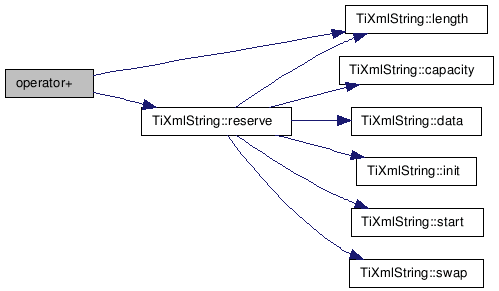 TiXmlString::length
TiXmlString::capacity
operator+
TiXmlString::reserve
TiXmlString::data
TiXmlString::init
TiXmlString::start
TiXmlString::swap